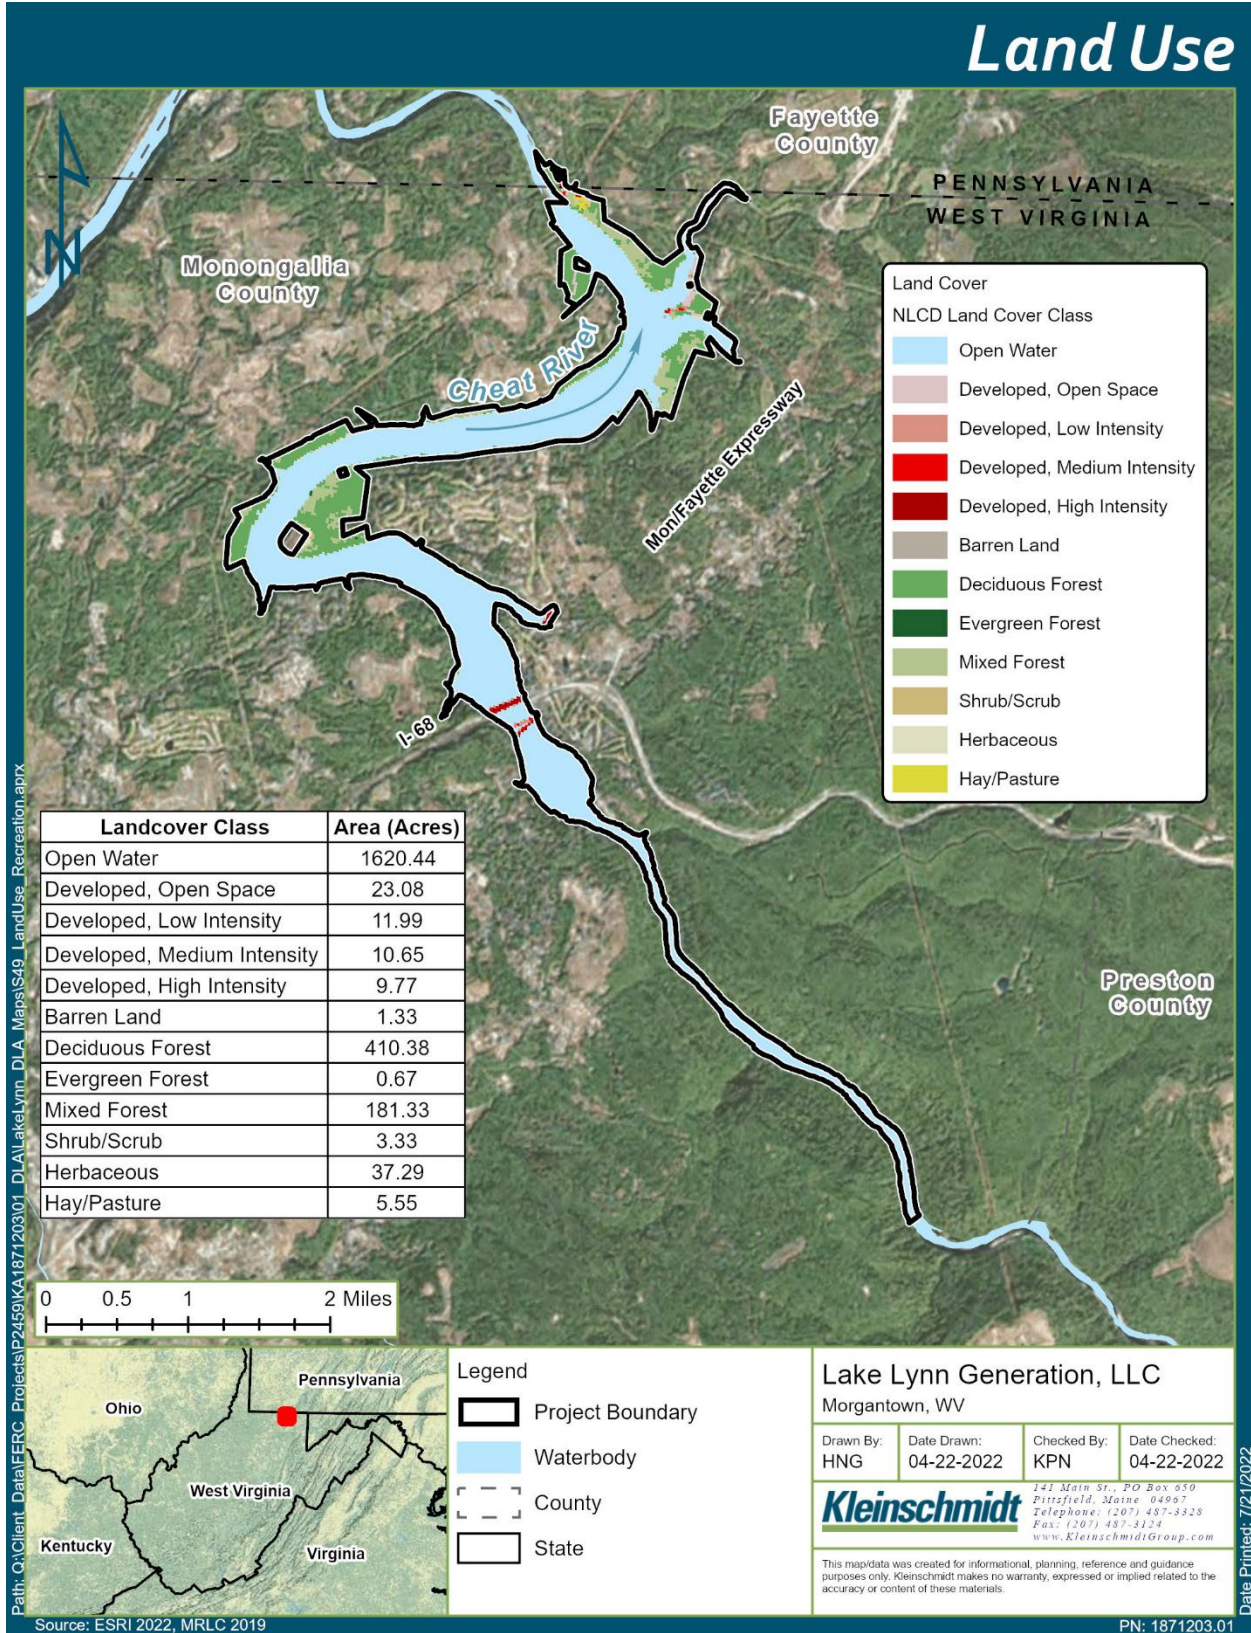 Land Use
Fayette
County
PENNSYLVANIA
WEST VIRGINIA
Monongalia
County
N
Cheat River
Mon/Fayette Expressway
I- 68
Preston
County
Land Cover
NLCD Land Cover Class
Open Water
Developed, Open Space
Developed, Low Intensity
Developed, Medium Intensity
Developed, High Intensity
Barren Land
Deciduous Forest
Evergreen Forest
Mixed Forest
Shrub/Scrub
Herbaceous
Hay/Pasture
Landcover Class Area (Acres)
Open Water 1620.44
Developed, Open Space 23.08
Developed, Low Intensity 11.99
Developed, Medium Intensity 10.65
Developed, High Intensity 9.77
Barren Land 1.33
Deciduous Forest 410.38
Evergreen Forest 0.67
Mixed Forest 181.33
Shrub/Scrub 3.33
Herbaceous 37.29
Hay/Pasture 5.55
0 0.5 1 2 Miles
Ohio
Pennsylvania
West Virginia
Kentucky
Virginia
Legend
Project Boundary
Waterbody
County
State
Lake Lynn Generation, LLC
Morgantown, WV
Drawn By: Date Drawn: Checked By: Date Checked:
HNG 04-22-2022 KPN 04-22-2022
Kleinschmidt
141 Main St., PO Box 650
Pittsfield, Maine 04967
Telephone: (207) 487-3328
Fax: (207) 487-3124
www.KleinschmidtGroup.com
This map/data was created for informational, planning, reference and guidance
purposes only. Kleinschmidt makes no warranty, expressed or implied related to the
accuracy or content of these materials.
Path: Q:\Client_Data\FERC_Projects\P2459\KA1871203\01_DLA\LakeLynn_DLA_Maps\S49_LandUse_Recreation.aprx
Date Printed: 7/21/2022
Source: ESRI 2022, MRLC 2019
PN: 1871203.01